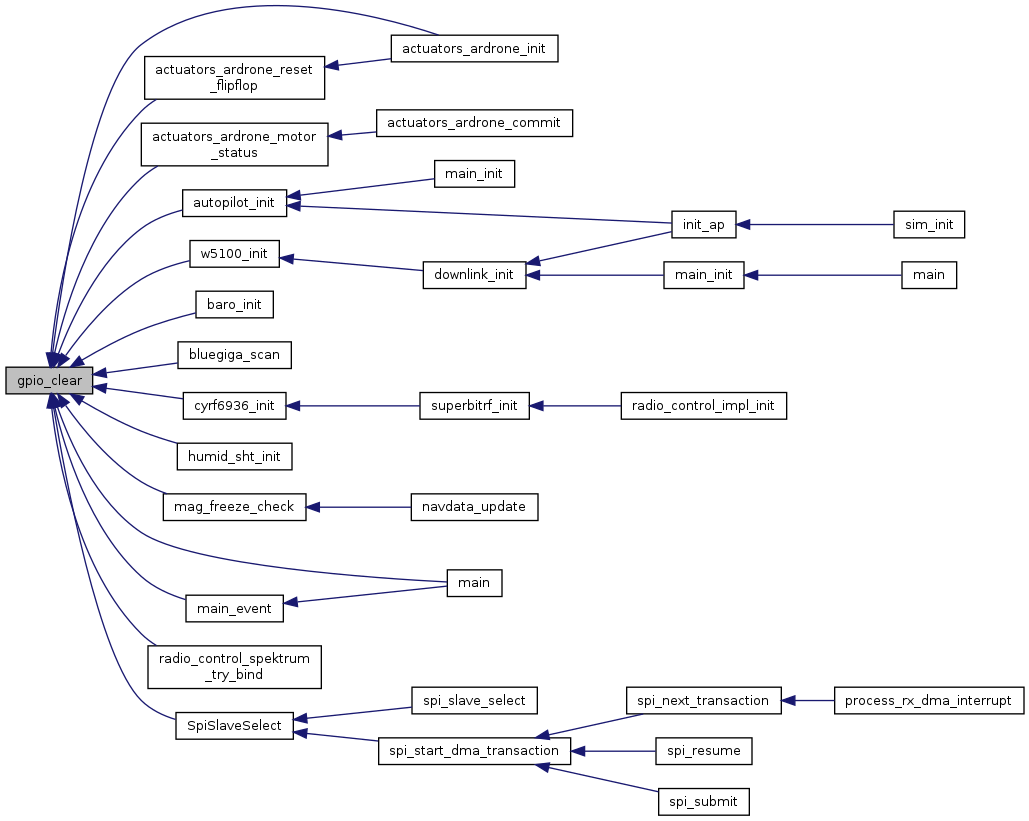 actuators_ardrone_init
actuators_ardrone_reset
_flipflop
actuators_ardrone_commit
actuators_ardrone_motor
_status
main_init
autopilot_init
init_ap
sim_init
w5100_init
downlink_init
main_init
main
baro_init
bluegiga_scan
gpio_clear
cyrf6936_init
superbitrf_init
radio_control_impl_init
humid_sht_init
mag_freeze_check
navdata_update
main
main_event
radio_control_spektrum
_try_bind
spi_slave_select
spi_next_transaction
process_rx_dma_interrupt
SpiSlaveSelect
spi_start_dma_transaction
spi_resume
spi_submit